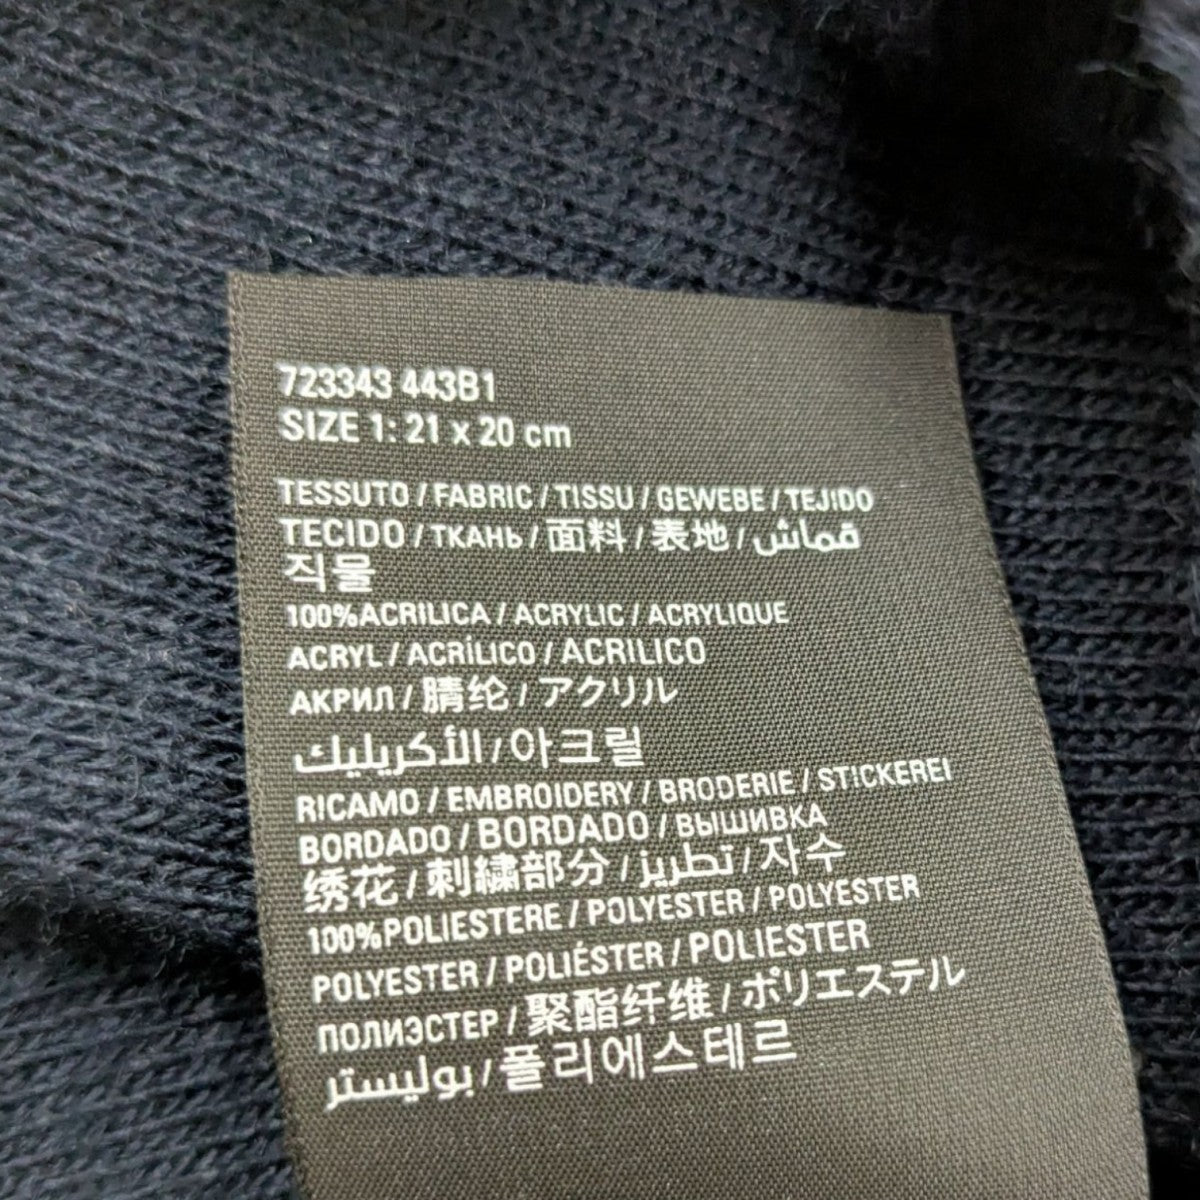 723343 443B1
SIZE 1: 21 x 20 cm
TESSUTO / FABRIC / TISSU / GEWEBE / TEJIDO
TECIDO / ТКАНЬ / 面料 / 表地 / قماش
직물
100%ACRILICA / ACRYLIC / ACRYLIQUE
ACRYL / ACRÍLICO / ACRILICO
АКРИЛ /腈纶 / アクリル
الأكريليك / 아크릴
RICAMO / EMBROIDERY / BRODERIE / STICKEREI
BORDADO / BORDADO / ВЫШИВКА
绣花 / 刺繍部分 / تطريز / 자수
100%POLIESTERE / POLYESTER / POLYESTER
POLYESTER / POLIÉSTER / POLIESTER
ПОЛИЭСТЕР / 聚酯纤维 / ポリエステル
بوليستر / 폴리에스테르